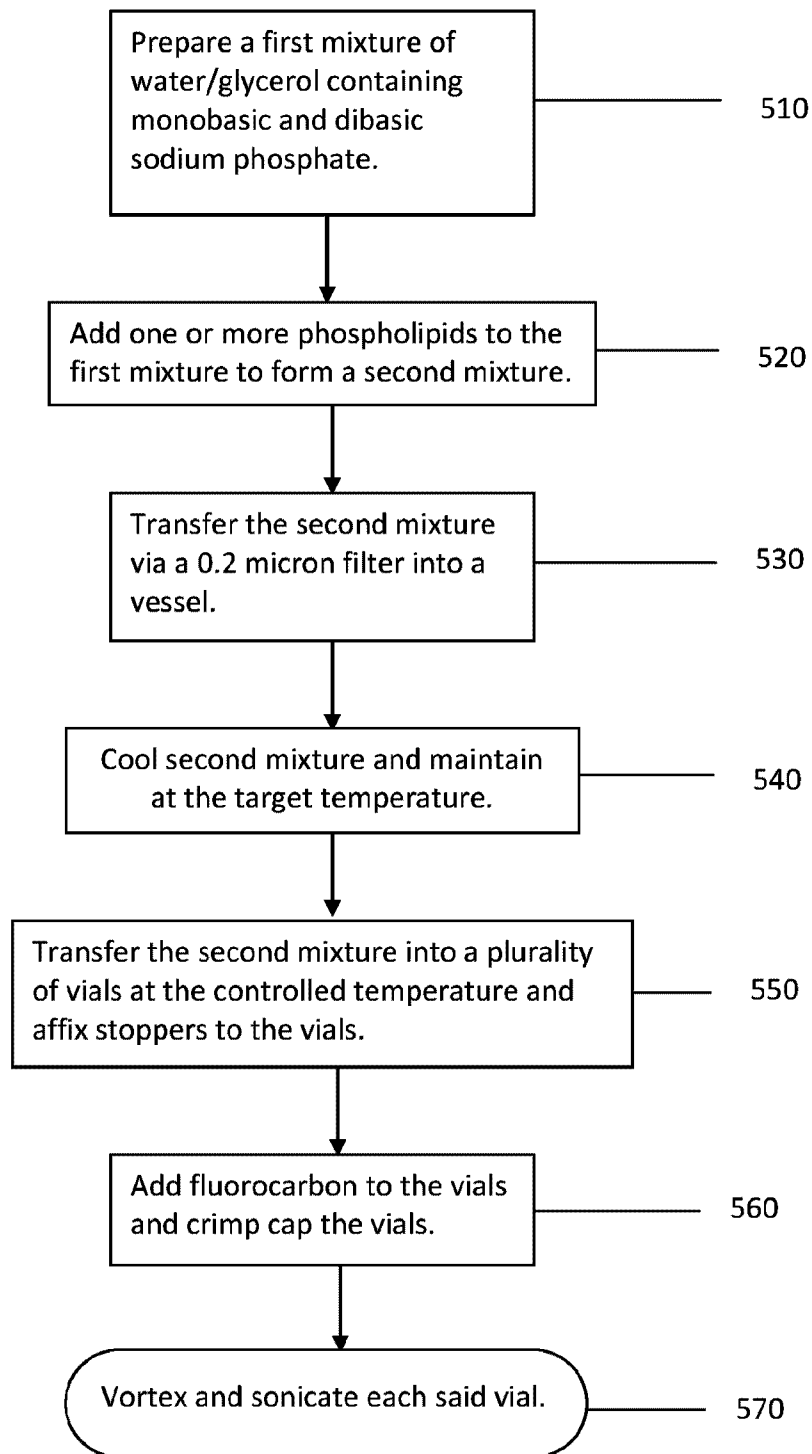 Prepare a first mixture of
water/glycerol containing
monobasic and dibasic
sodium phosphate.
510
Add one or more phospholipids to the
first mixture to form a second mixture.
520
Transfer the second mixture
via a 0.2 micron filter into a
vessel.
530
Cool second mixture and maintain
at the target temperature.
540
Transfer the second mixture into a plurality
of vials at the controlled temperature and
affix stoppers to the vials.
550
Add fluorocarbon to the vials
and crimp cap the vials.
560
Vortex and sonicate each said vial.
570